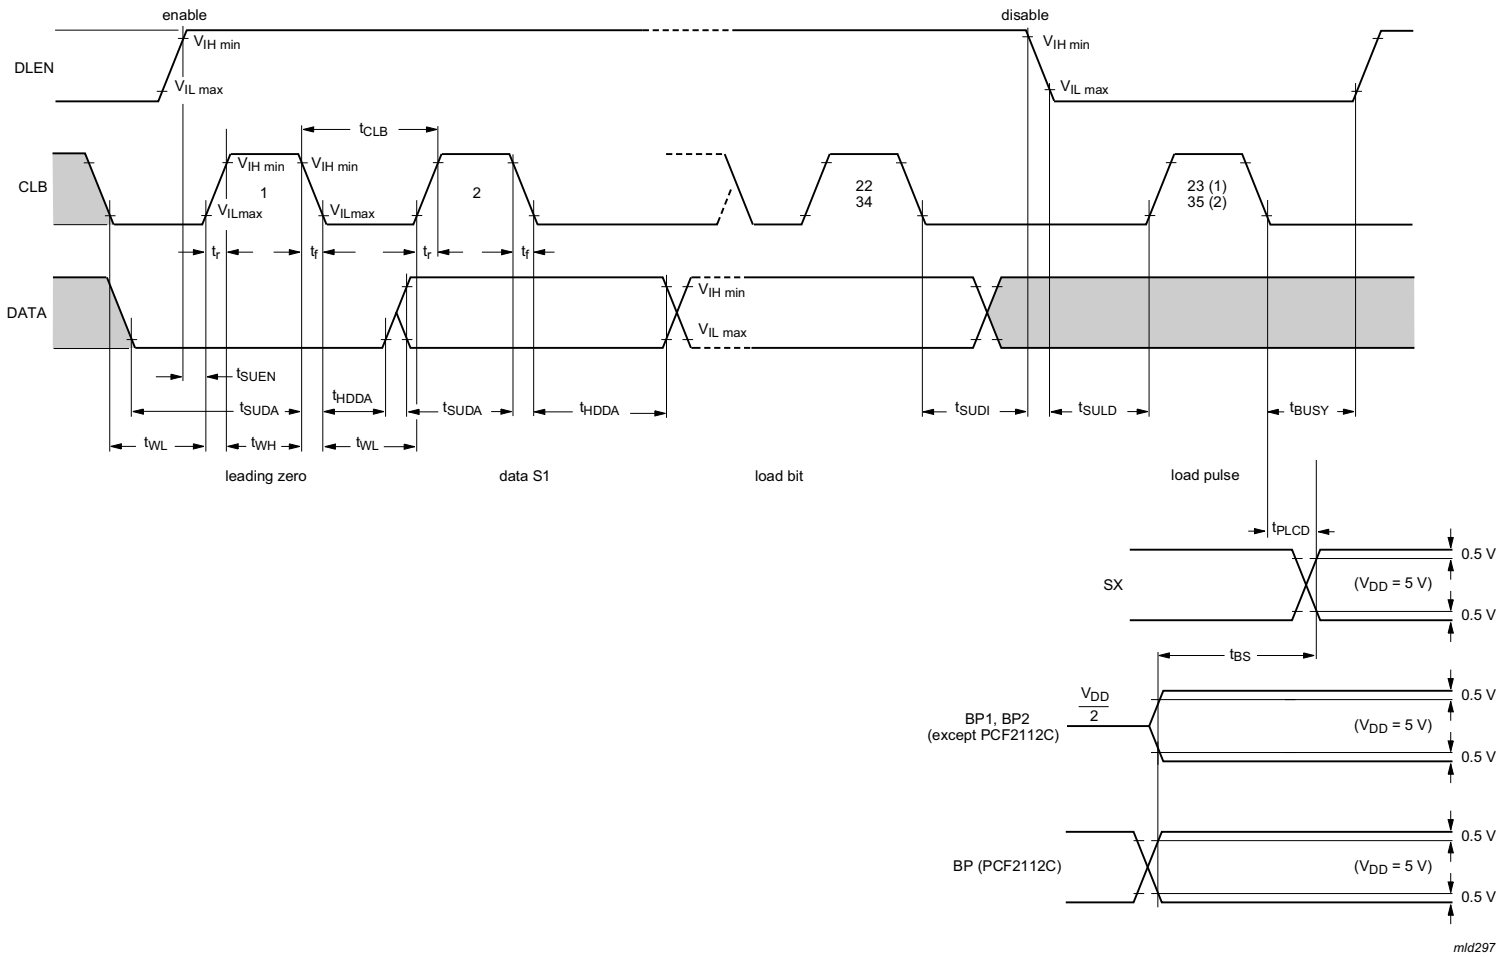 enable
disable
DLEN
VIH min
VIL max
VIH min
VIL max
tCLB
CLB
VIH min
VIH min
1
VILmax
VILmax
2
22
34
23 (1)
35 (2)
tr
tf
tr
tf
DATA
VIH min
VIL max
tSUEN
tSUDA
tHDDA
tSUDA
tHDDA
tSUDI
tSULD
tBUSY
tWL
tWH
tWL
leading zero
data S1
load bit
load pulse
tPLCD
SX
0.5 V
(VDD = 5 V)
0.5 V
tBS
BP1, BP2
(except PCF2112C)
VDD
2
0.5 V
(VDD = 5 V)
0.5 V
BP (PCF2112C)
0.5 V
(VDD = 5 V)
0.5 V
mld297